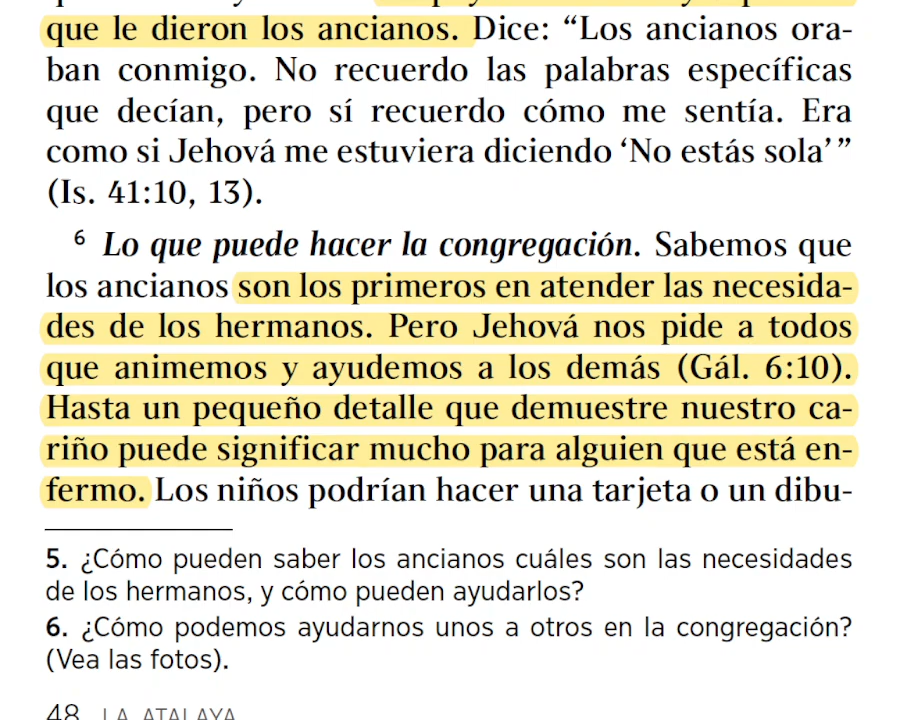 que le dieron los ancianos. Dice: “Los ancianos ora-
ban conmigo. No recuerdo las palabras específicas
que decían, pero sí recuerdo cómo me sentía. Era
como si Jehová me estuviera diciendo ‘No estás sola’”
(Is. 41:10, 13).
6 Lo que puede hacer la congregación. Sabemos que
los ancianos son los primeros en atender las necesida-
des de los hermanos. Pero Jehová nos pide a todos
que animemos y ayudemos a los demás (Gál. 6:10).
Hasta un pequeño detalle que demuestre nuestro ca-
riño puede significar mucho para alguien que está en-
fermo. Los niños podrían hacer una tarjeta o un dibu-
5. ¿Cómo pueden saber los ancianos cuáles son las necesidades
de los hermanos, y cómo pueden ayudarlos?
6. ¿Cómo podemos ayudarnos unos a otros en la congregación?
(Vea las fotos).
48 LA ATALAYA